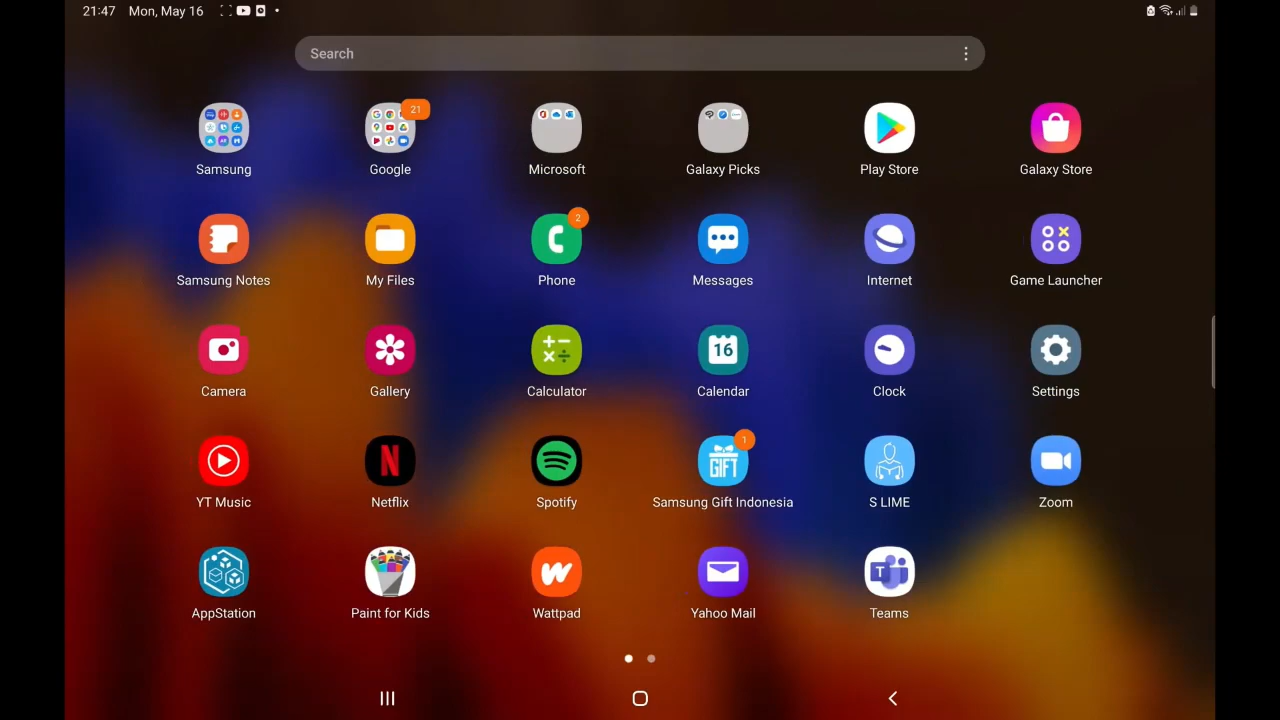 21:47 Mon, May 16
Search
21
Samsung Google Microsoft Galaxy Picks Play Store Galaxy Store
2
Samsung Notes My Files Phone Messages Internet Game Launcher
16
Camera Gallery Calculator Calendar Clock Settings
1
N GIFT
YT Music Netflix Spotify Samsung Gift Indonesia S LIME Zoom
T
AppStation Paint for Kids Wattpad Yahoo Mail Teams